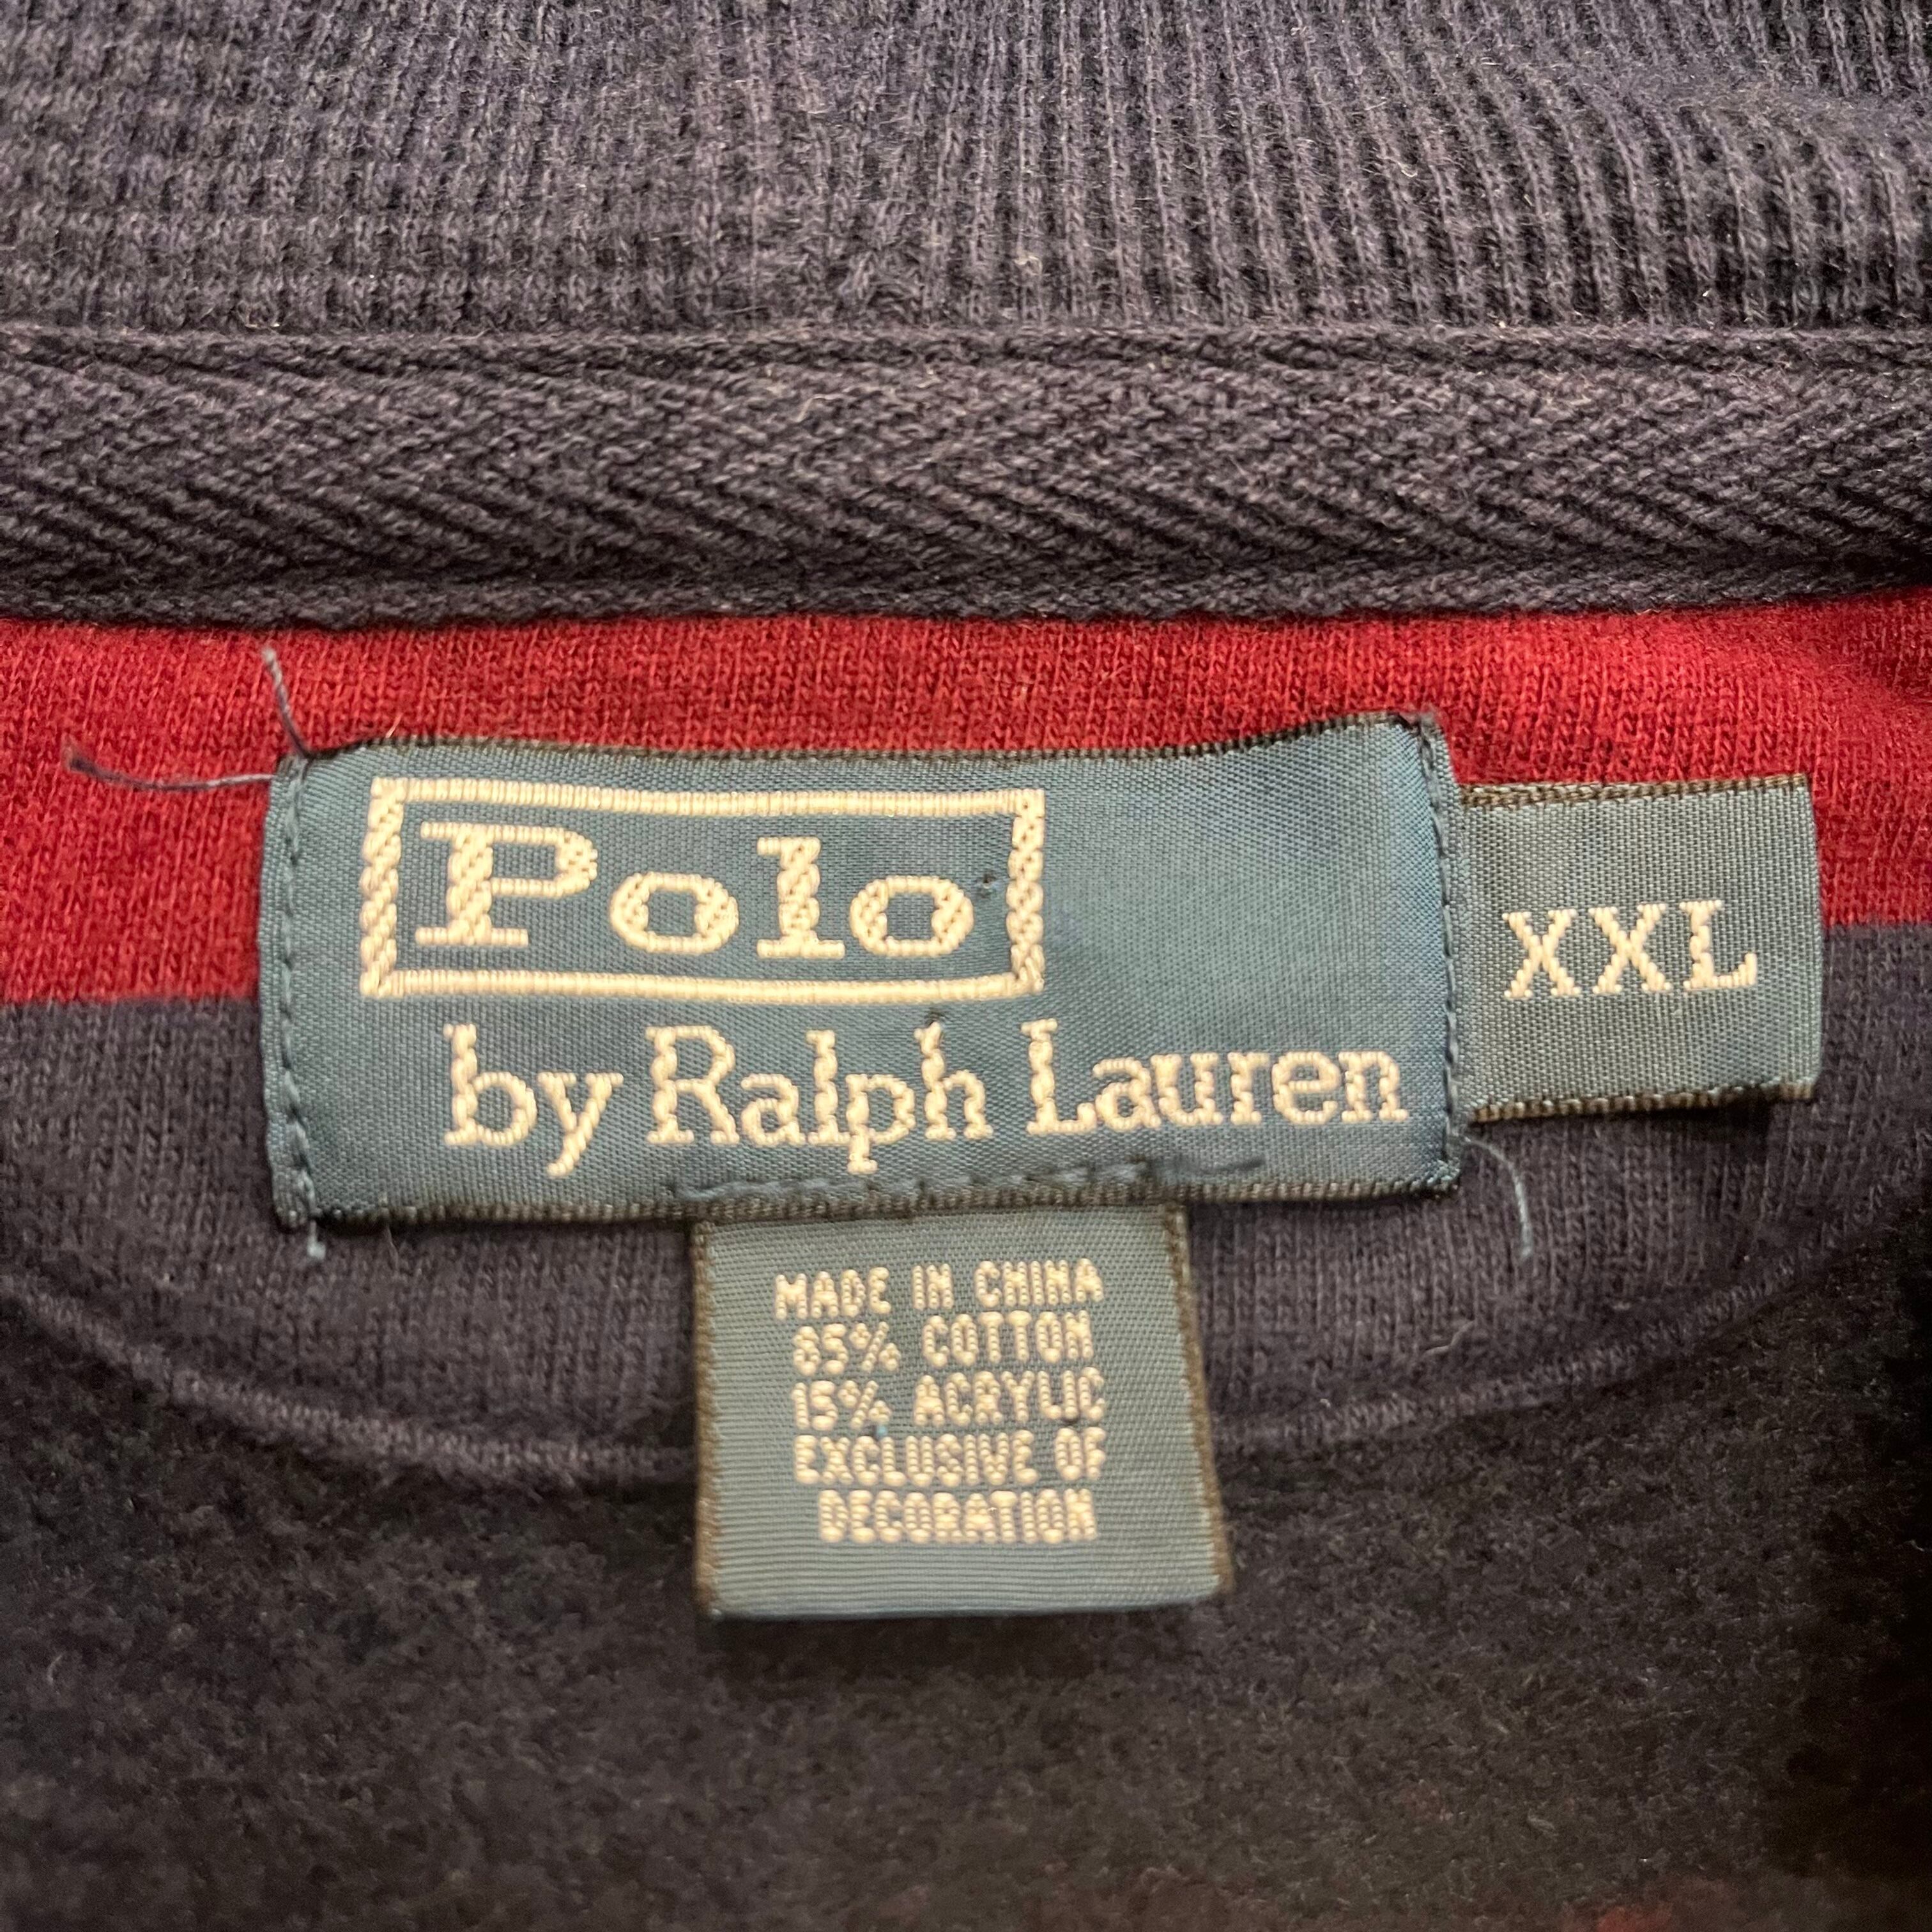 Polo
by Ralph Lauren
XXL
MADE IN CHINA
85% COTTON
15% ACRYLIC
EXCLUSIVE OF
DECORATION